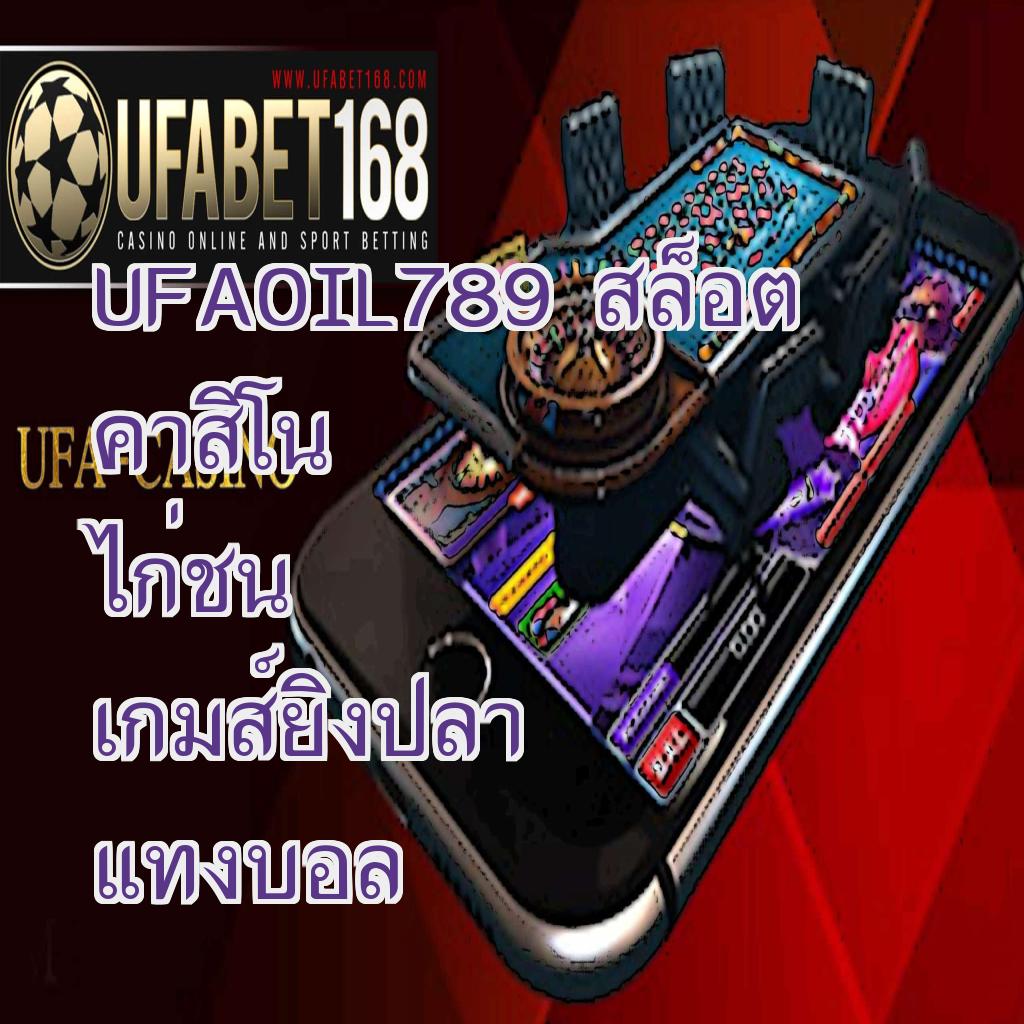 WWW.UFABET168.COM
UFABET168
CASINO ONLINE AND SPORT BETTING
UFAOIL789 สล็อต
คาสิโน
UFA CASINO
ไก่ชน
เกมส์ยิงปลา
แทงบอล